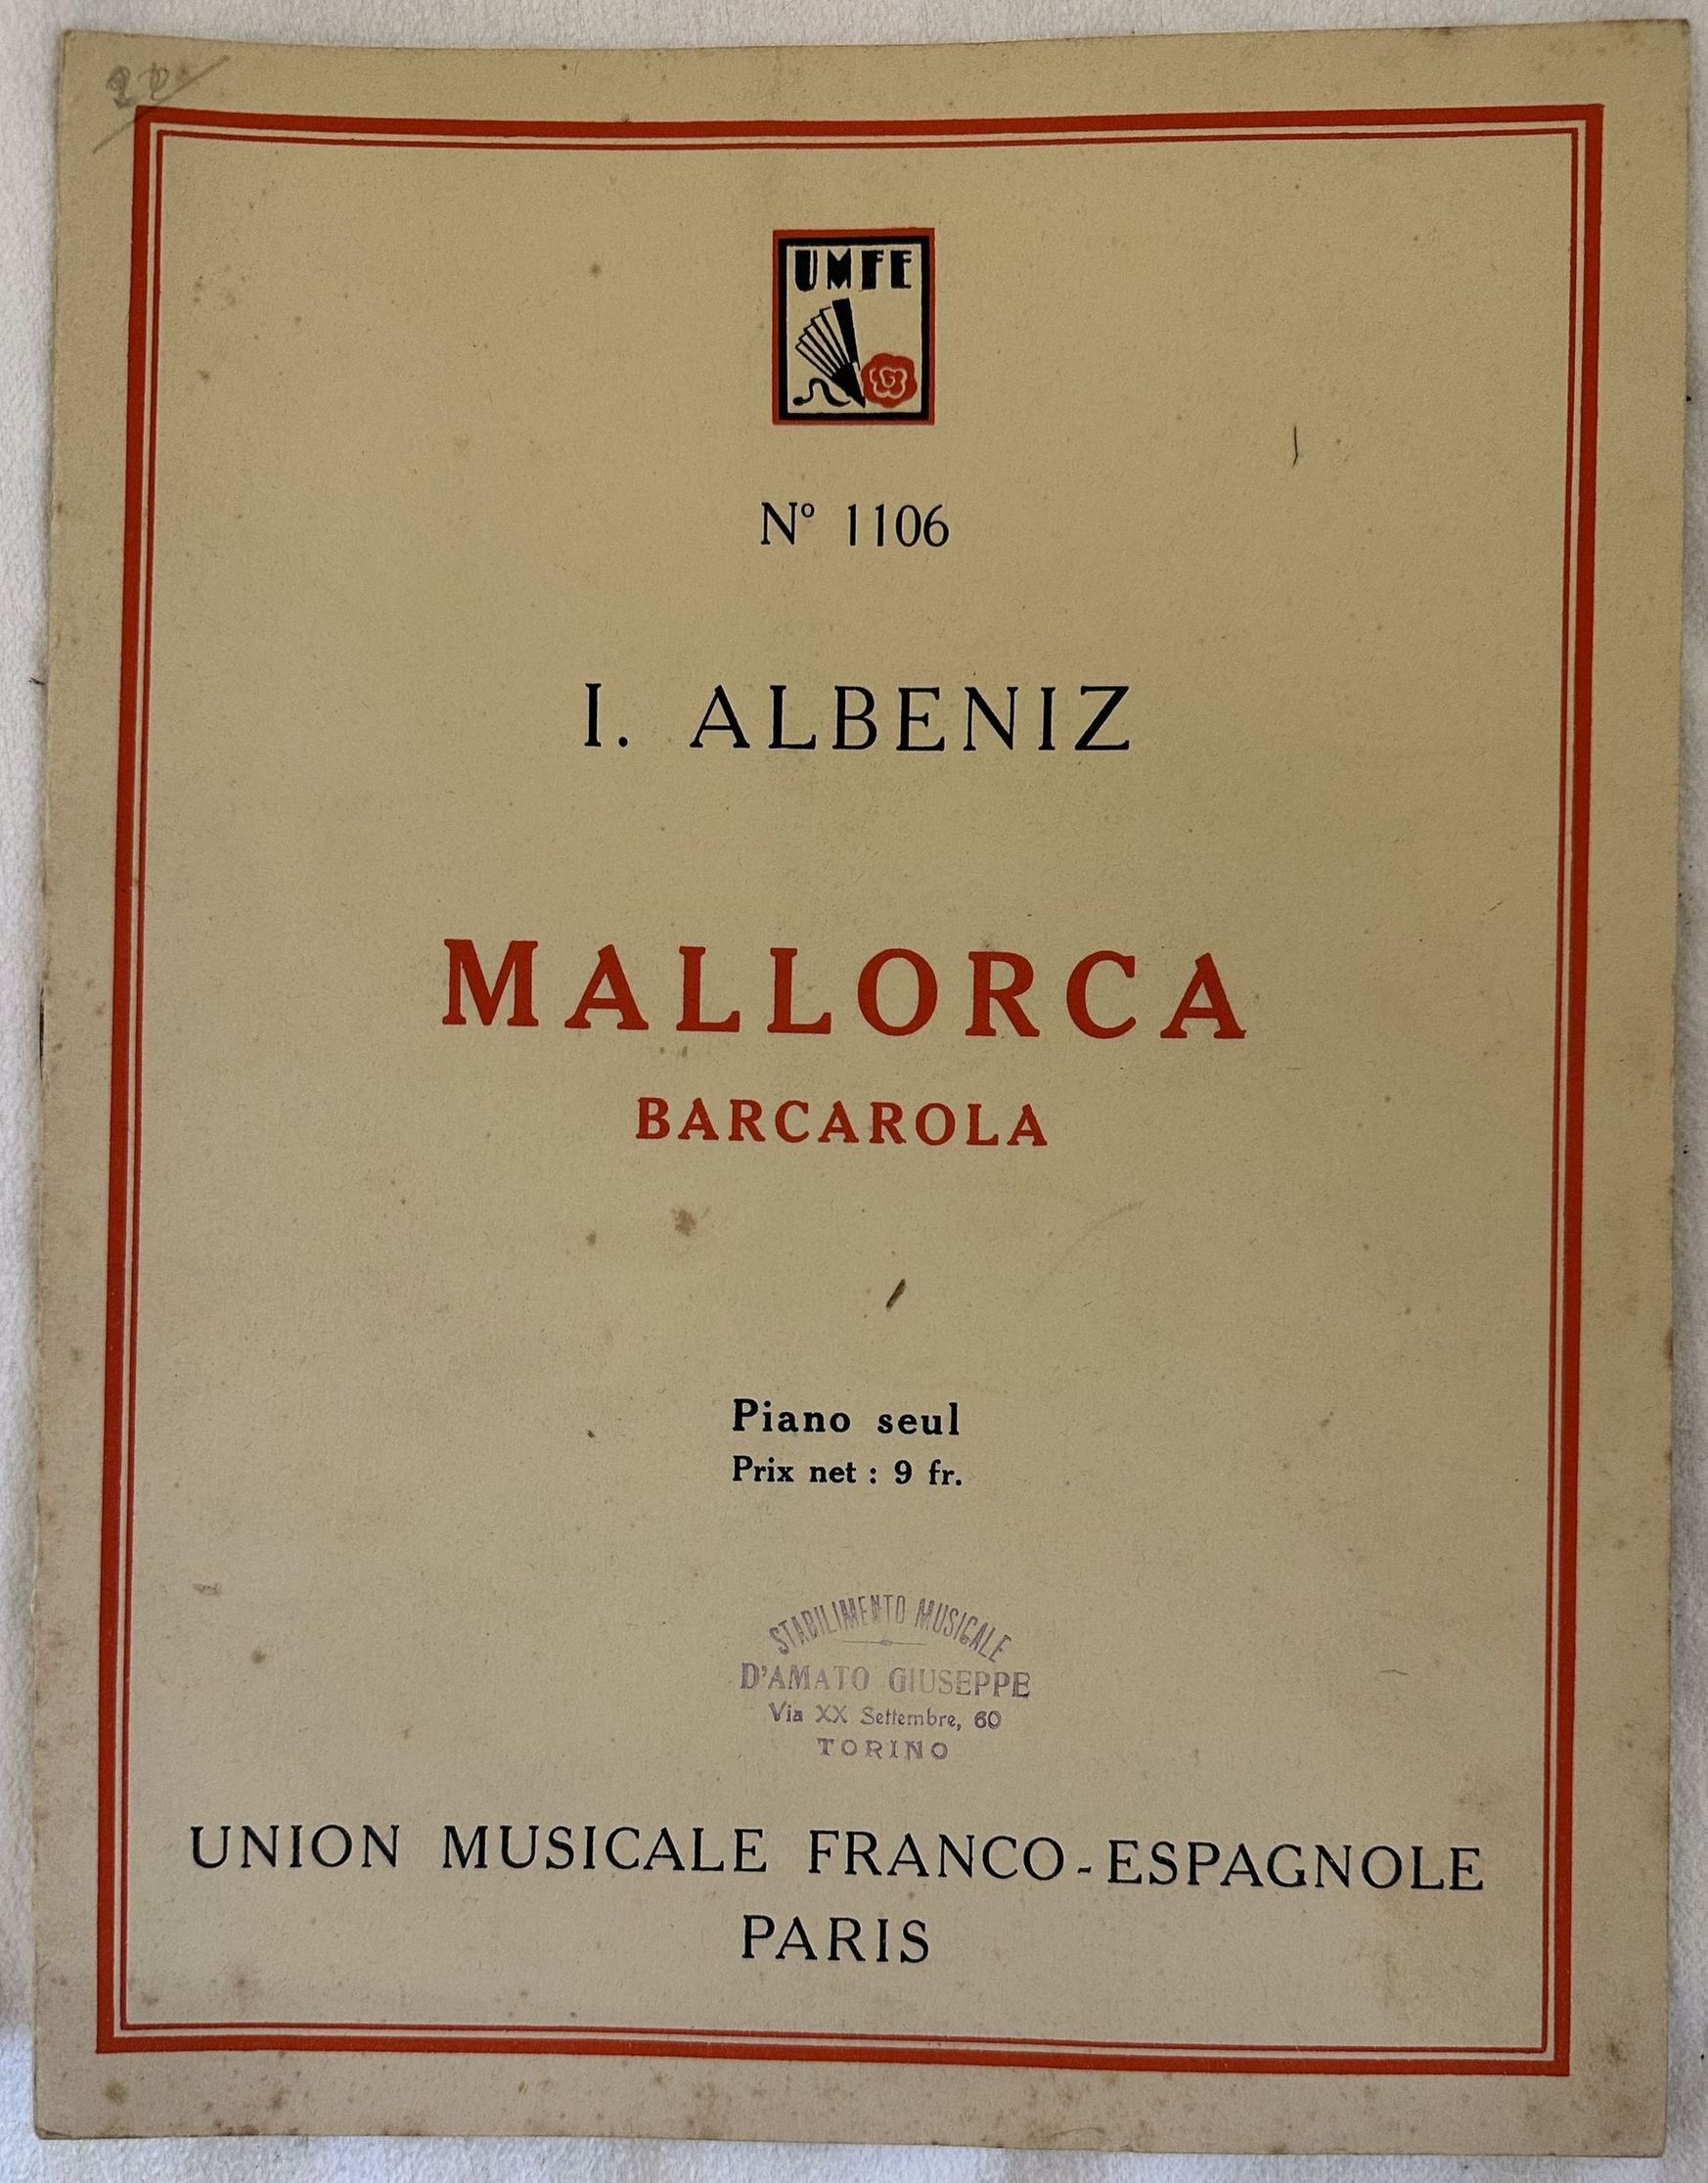 UMFE
Nº 1106
I. ALBENIZ
MALLORCA
BARCAROLA
Piano seul
Prix net : 9 fr.
STABILIMENTO MUSICALE
D'AMATO GIUSEPPE
Via XX Settembre, 60
TORINO
UNION MUSICALE FRANCO-ESPAGNOLE
PARIS